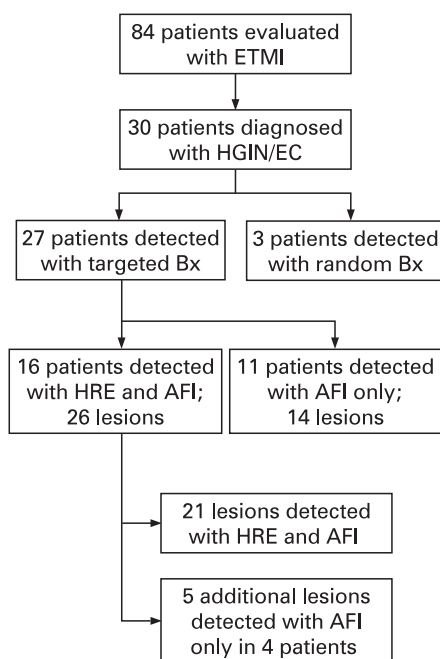 84 patients evaluated
with ETMI
30 patients diagnosed
with HGIN/EC
27 patients detected
with targeted Bx
3 patients detected
with random Bx
16 patients detected
with HRE and AFI;
26 lesions
11 patients detected
with AFI only;
14 lesions
21 lesions detected
with HRE and AFI
5 additional lesions
detected with AFI
only in 4 patients